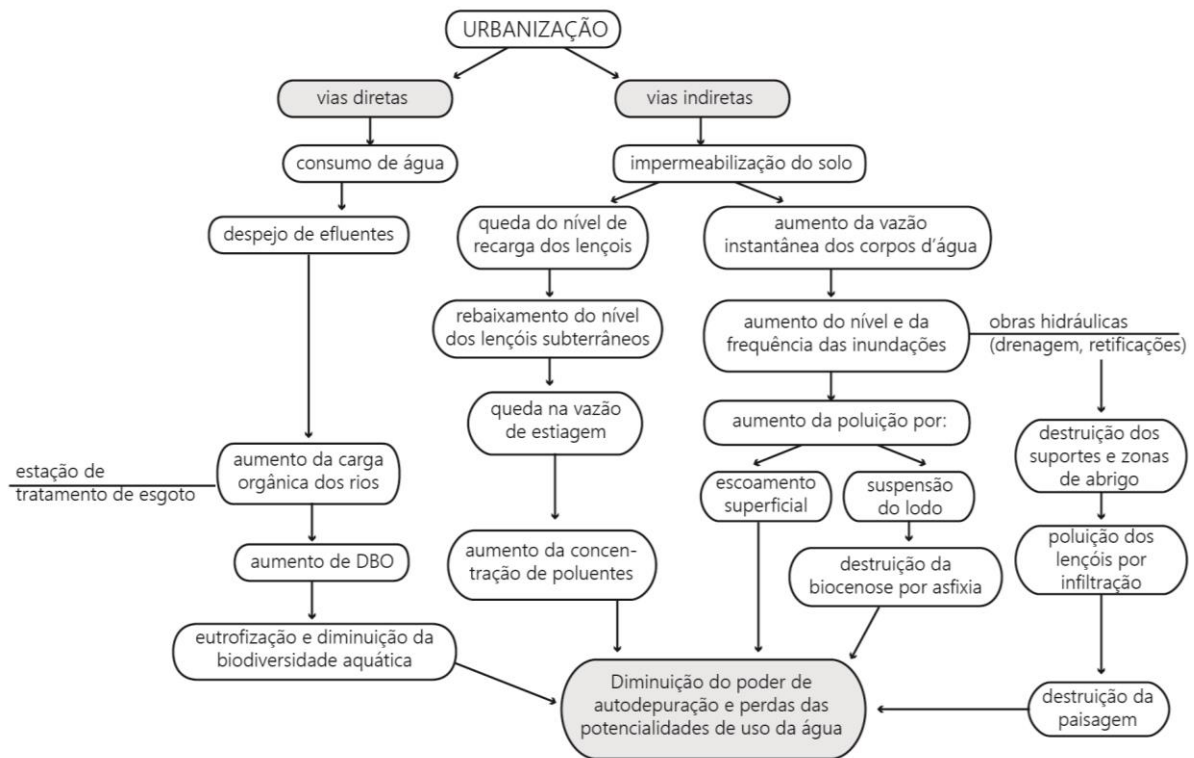 URBANIZAÇÃO
vias diretas
vias indiretas
consumo de água
impermeabilização do solo
despejo de efluentes
queda do nível de
recarga dos lençois
aumento da vazão
instantânea dos corpos d'água
rebaixamento do nível
dos lençóis subterrâneos
aumento do nível e da
frequência das inundações
obras hidráulicas
(drenagem, retificações)
queda na vazão
de estiagem
aumento da poluição por:
destruição dos
suportes e zonas
de abrigo
estação de
tratamento de esgoto
aumento da carga
orgânica dos rios
escoamento
superficial
suspensão
do lodo
aumento de DBO
aumento da concen-
tração de poluentes
destruição da
biocenose por asfixia
poluição dos
lençóis por
infiltração
eutrofização e diminuição da
biodiversidade aquática
Diminuição do poder de
autodepuração e perdas das
potencialidades de uso da água
destruição da
paisagem